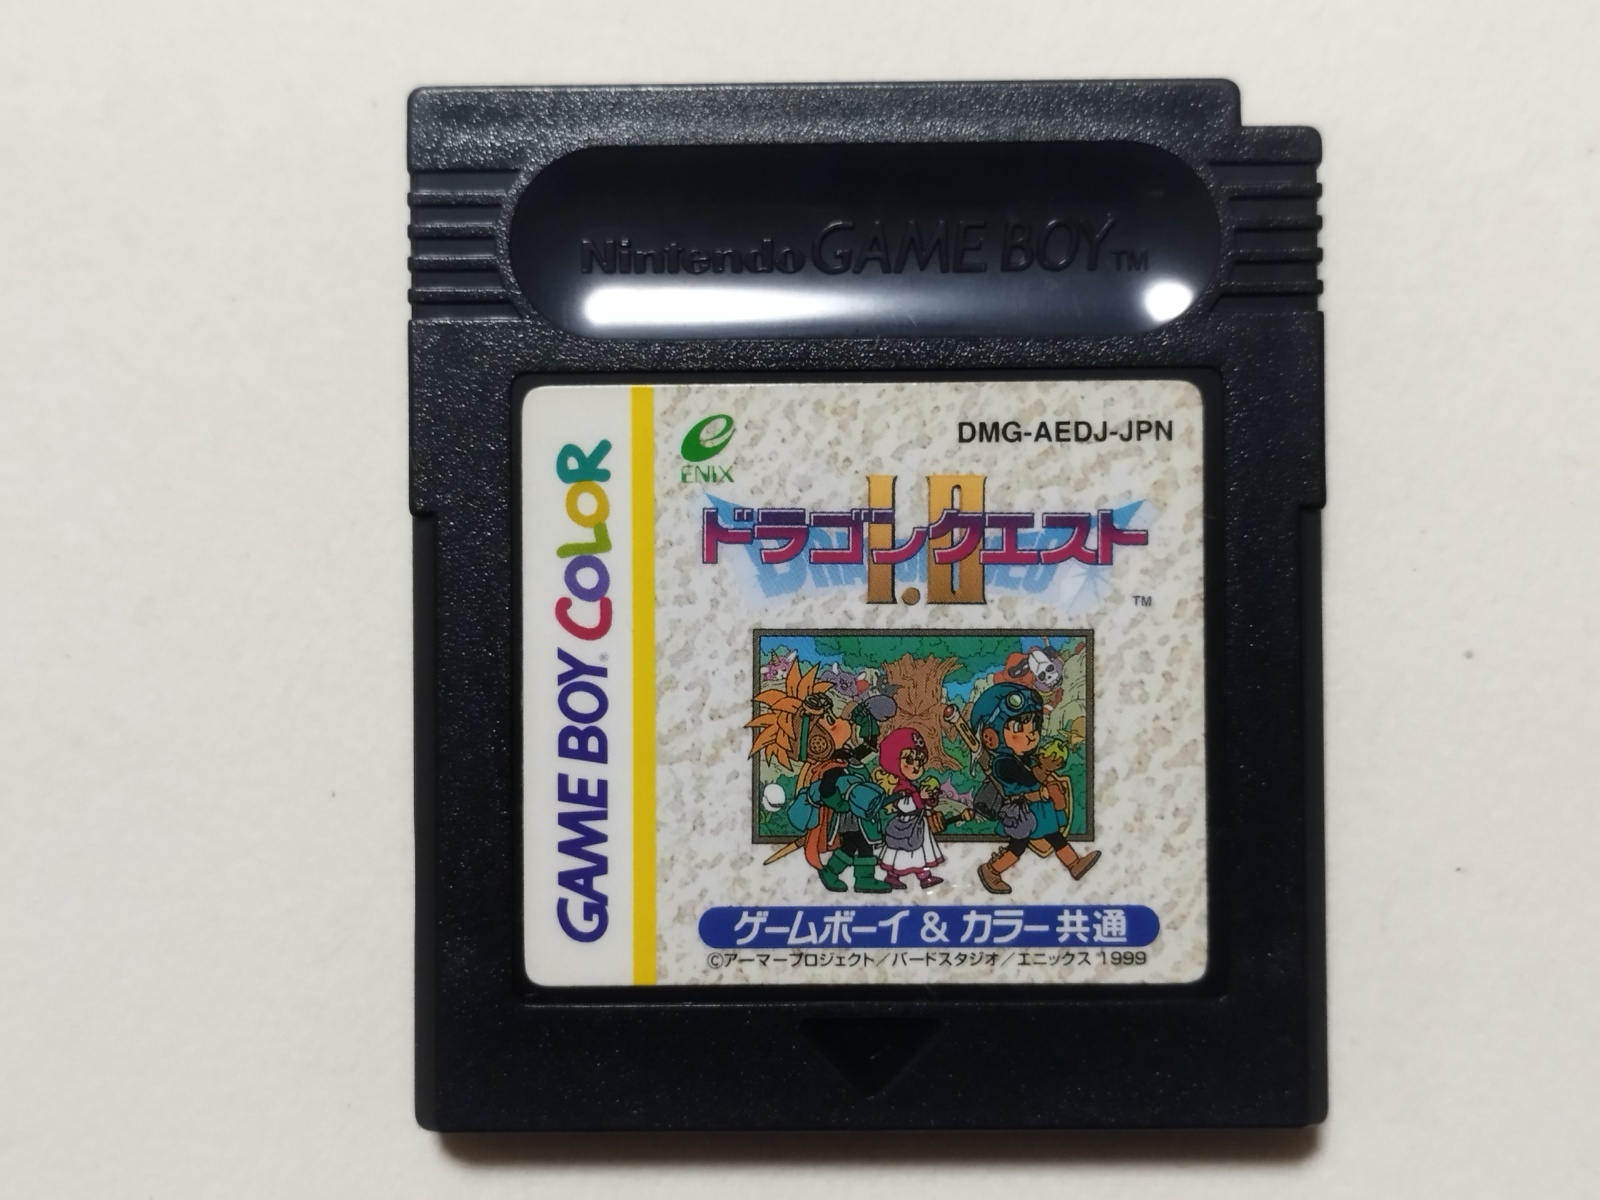 Nintendo GAME BOY™
GAME BOY COLOR
ENIX
DMG-AEDJ-JPN
ドラゴンクエスト
I・II
TM
ゲームボーイ & カラー 共通
©アーマープロジェクト/バードスタジオ/エニックス 1999